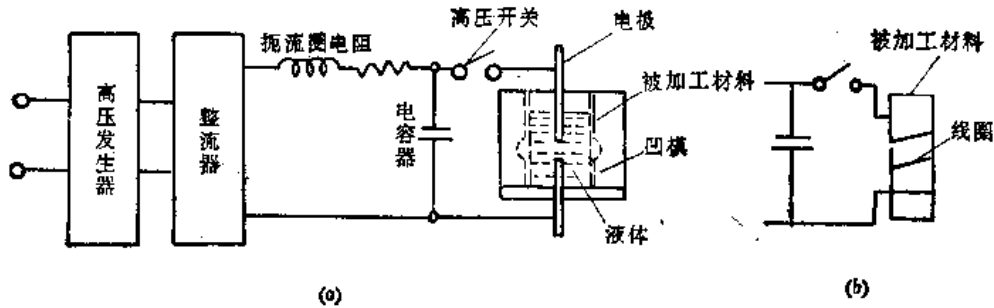 高压发生器
整流器
扼流圈电阻
电容器
高压开关
电极
被加工材料
凹模
液体
(a)
被加工材料
线圈
(b)